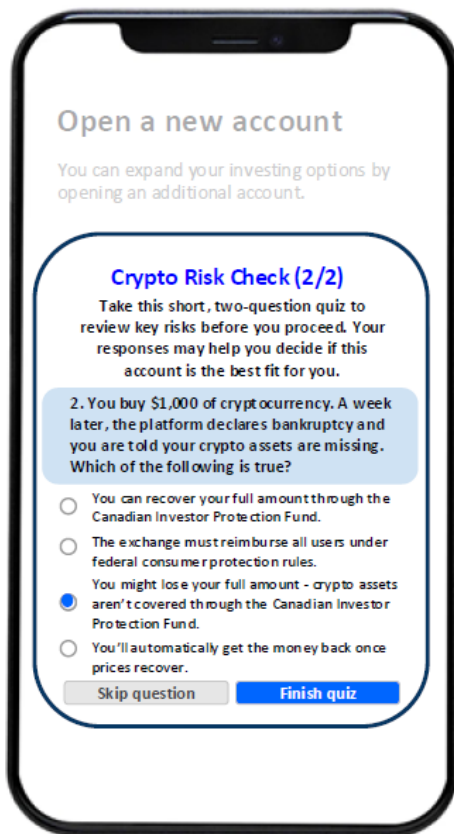 Open a new account
You can expand your investing options by
opening an additional account.
Crypto Risk Check (2/2)
Take this short, two-question quiz to
review key risks before you proceed. Your
responses may help you decide if this
account is the best fit for you.
2. You buy $1,000 of cryptocurrency. A week
later, the platform declares bankruptcy and
you are told your crypto assets are missing.
Which of the following is true?
You can recover your full amount through the
Canadian Investor Protection Fund.
The exchange must reimburse all users under
federal consumer protection rules.
You might lose your full amount - crypto assets
aren't covered through the Canadian Investor
Protection Fund.
You'll automatically get the money back once
prices recover.
Skip question
Finish quiz